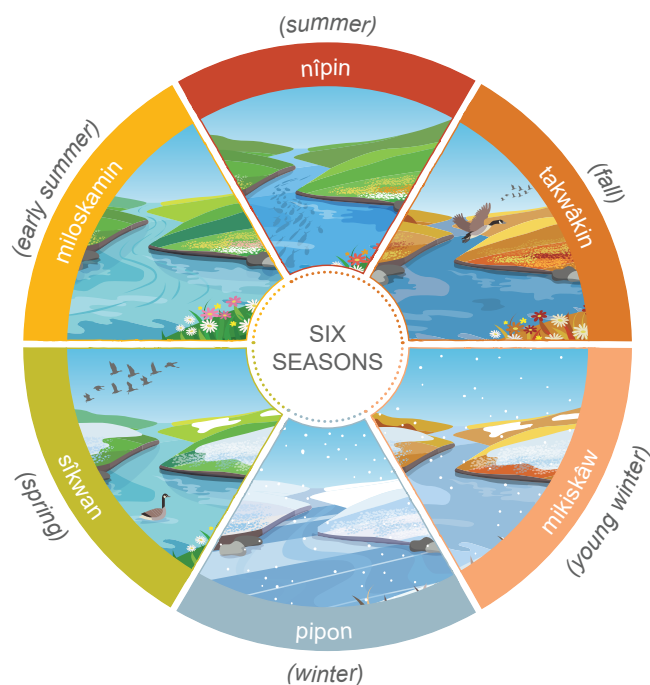 (summer)
nîpin
(fall)
takwâkin
(young winter)
mikiskâw
(winter)
pipon
(spring)
sîkwan
(early summer)
miloskamin
SIX
SEASONS